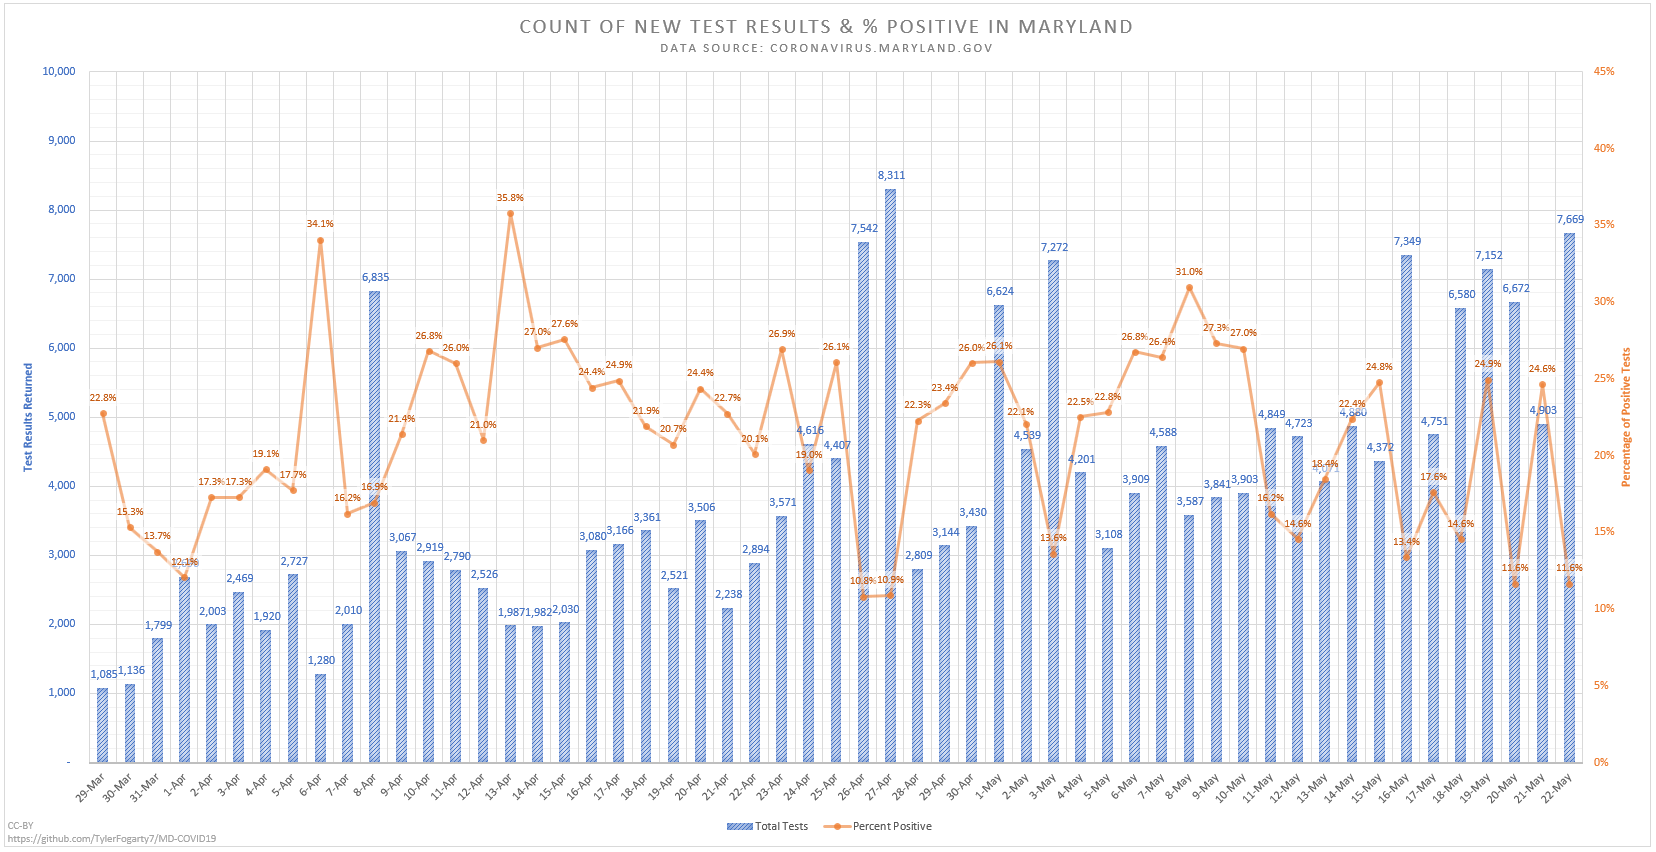 COUNT OF NEW TEST RESULTS & % POSITIVE IN MARYLAND
DATA SOURCE: CORONAVIRUS.MARYLAND.GOV
10,000
9,000
8,000
7,000
6,000
5,000
4,000
3,000
2,000
1,000
-
Test Results Returned
45%
40%
35%
30%
25%
20%
15%
10%
5%
0%
Percentage of Positive Tests
1,085
1,136
1,799
2,003
2,469
1,920
2,727
1,280
2,010
6,835
3,067
2,919
2,790
2,526
1,987
1,982
2,030
3,080
3,166
3,361
2,521
3,506
2,238
2,894
3,571
4,616
4,407
7,542
8,311
2,809
3,144
3,430
6,624
4,539
7,272
4,201
3,108
3,909
4,588
3,587
3,841
3,903
4,849
4,723
4,372
7,349
4,751
6,580
7,152
6,672
4,903
7,669
22.8%
15.3%
13.7%
12.1%
17.3%
17.3%
19.1%
17.7%
34.1%
16.2%
16.9%
21.4%
26.8%
26.0%
21.0%
35.8%
27.0%
27.6%
24.4%
24.9%
21.9%
20.7%
24.4%
22.7%
20.1%
26.9%
19.0%
26.1%
10.8%
10.9%
22.3%
23.4%
26.0%
26.1%
22.1%
13.6%
22.5%
22.8%
26.8%
26.4%
31.0%
27.3%
27.0%
16.2%
14.6%
18.4%
22.4%
24.8%
13.4%
17.6%
14.6%
24.9%
11.6%
24.6%
11.6%
29-Mar
30-Mar
31-Mar
1-Apr
2-Apr
3-Apr
4-Apr
5-Apr
6-Apr
7-Apr
8-Apr
9-Apr
10-Apr
11-Apr
12-Apr
13-Apr
14-Apr
15-Apr
16-Apr
17-Apr
18-Apr
19-Apr
20-Apr
21-Apr
22-Apr
23-Apr
24-Apr
25-Apr
26-Apr
27-Apr
28-Apr
29-Apr
30-Apr
1-May
2-May
3-May
4-May
5-May
6-May
7-May
8-May
9-May
10-May
11-May
12-May
13-May
14-May
15-May
16-May
17-May
18-May
19-May
20-May
21-May
22-May
Total Tests
Percent Positive
CC-BY
https://github.com/TylerFogarty7/MD-COVID19